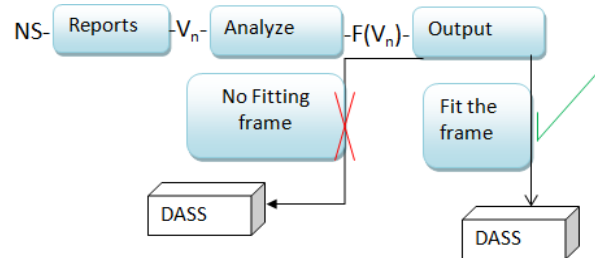 NS- Reports -Vn- Analyze -F(Vn)- Output
No Fitting
frame
Fit the
frame
DASS
DASS